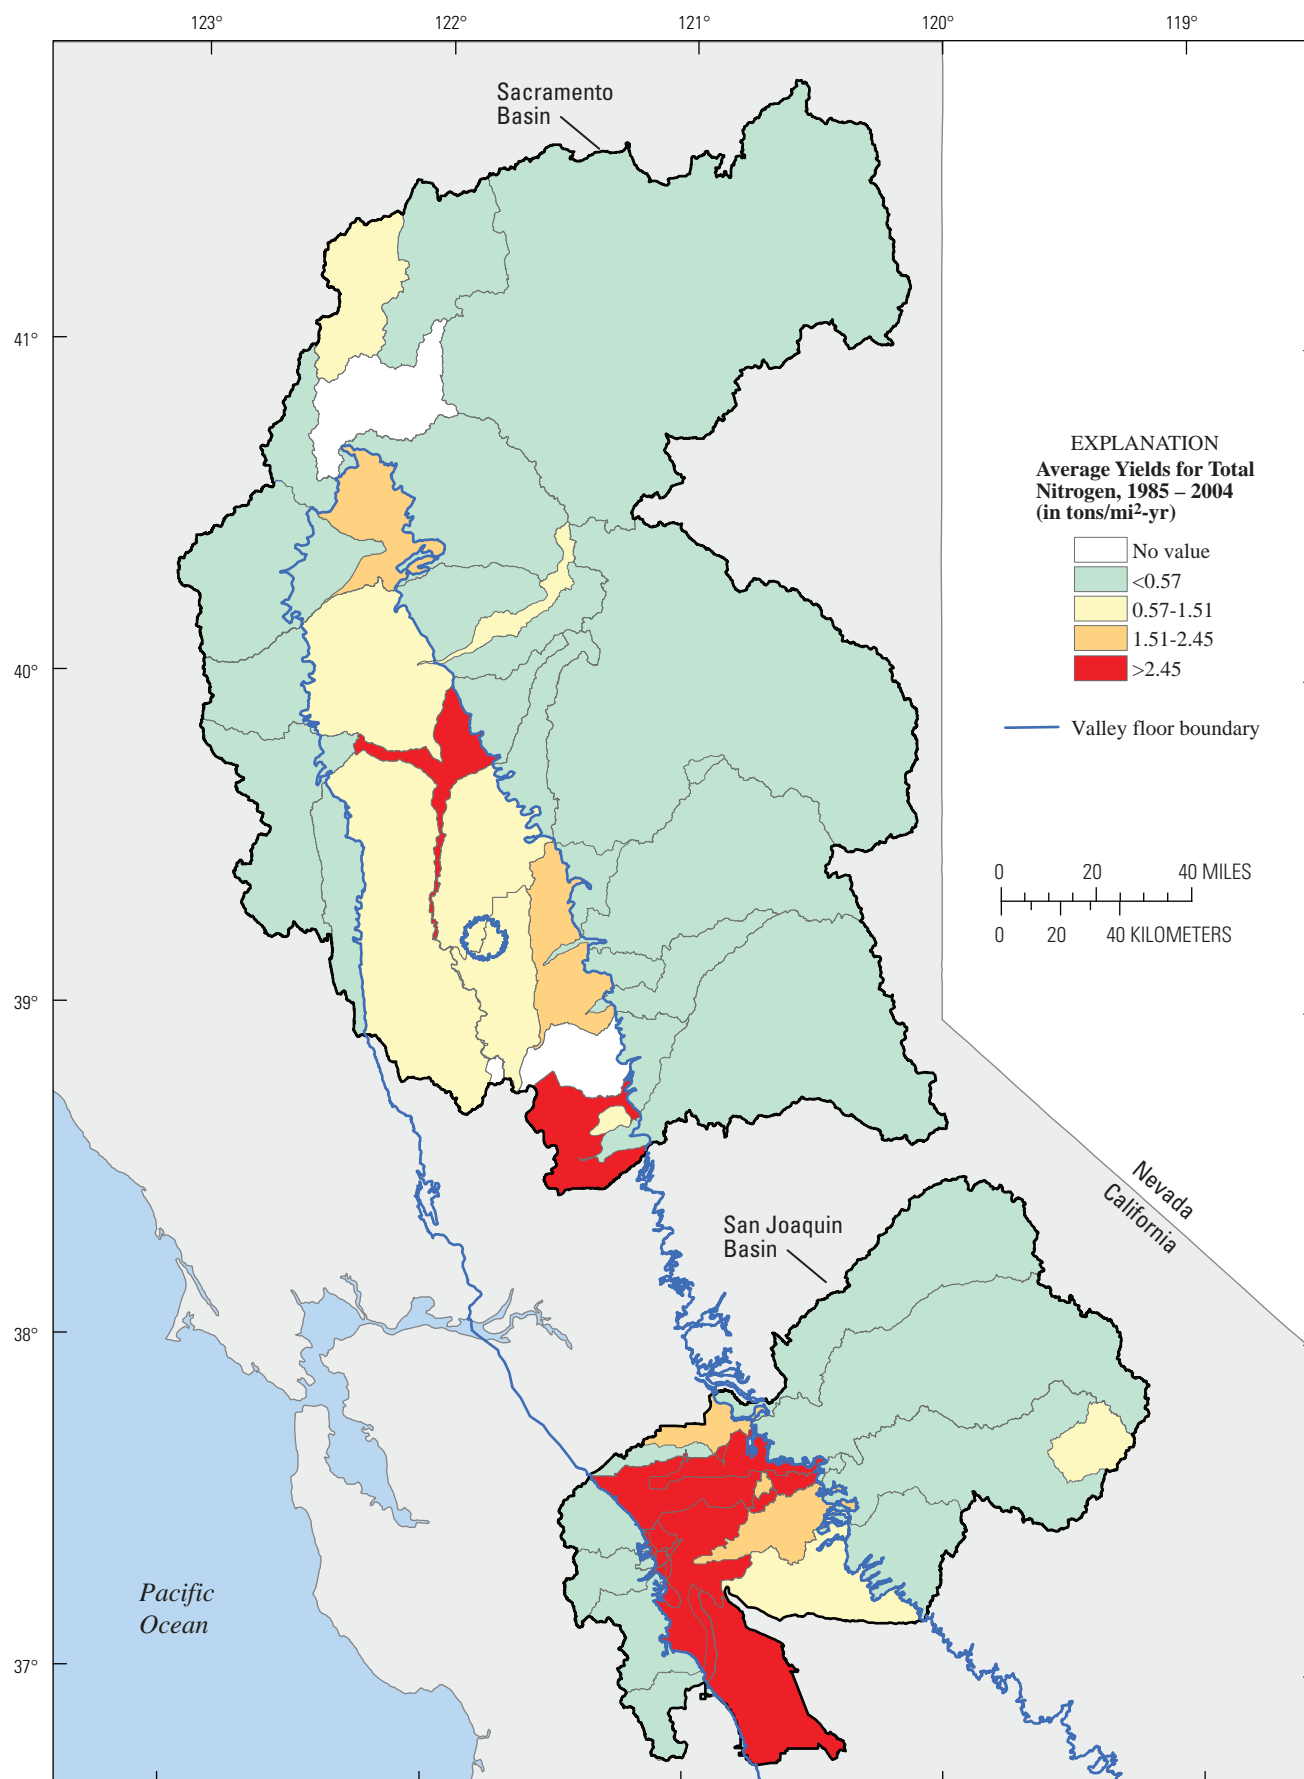 123°
122°
121°
120°
119°
Sacramento
Basin
41°
EXPLANATION
Average Yields for Total
Nitrogen, 1985 – 2004
(in tons/mi²-yr)
No value
<0.57
0.57-1.51
1.51-2.45
>2.45
40°
Valley floor boundary
0 20 40 MILES
0 20 40 KILOMETERS
39°
Nevada
California
San Joaquin
Basin
38°
Pacific
Ocean
37°